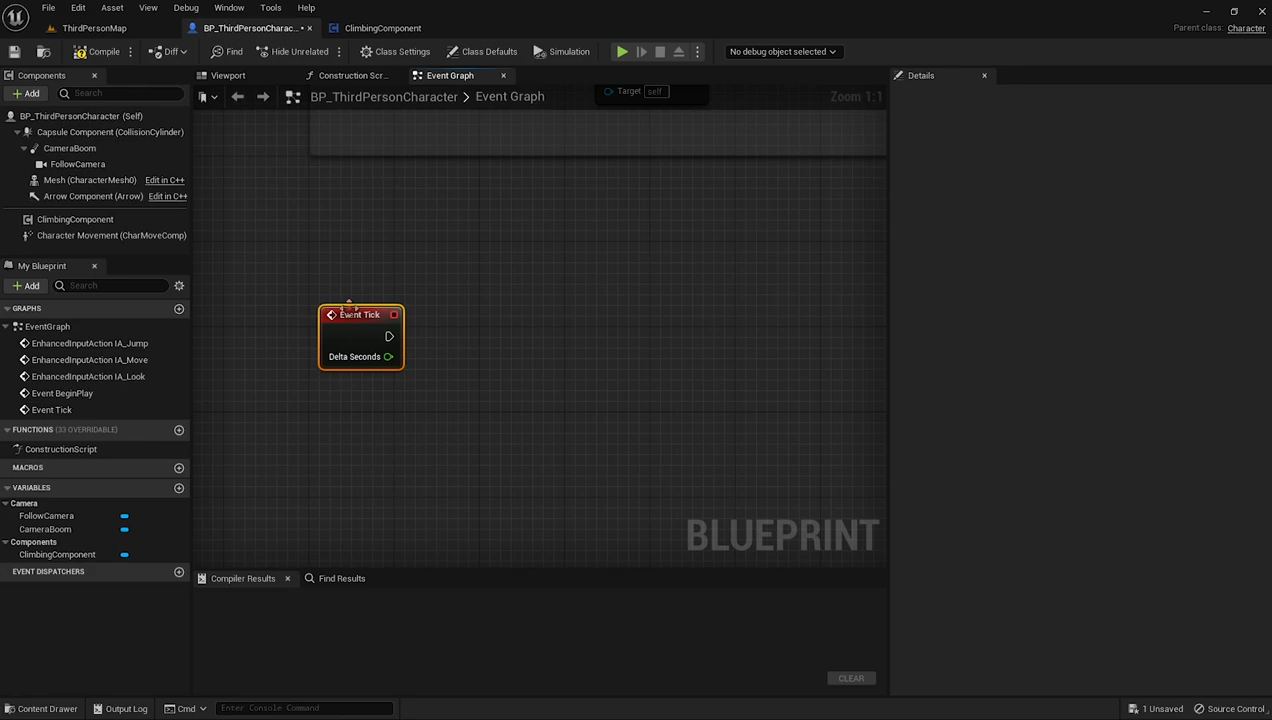 File Edit Asset View Debug Window Tools Help
ThirdPersonMap BP_ThirdPersonCharac... • ClimbingComponent Parent class: Character
Compile Diff Find Hide Unrelated Class Settings Class Defaults Simulation No debug object selected
Components Viewport Construction Scr... Event Graph Details
Add Search BP_ThirdPersonCharacter > Event Graph Target self Zoom 1:1
BP_ThirdPersonCharacter (Self)
Capsule Component (CollisionCylinder)
CameraBoom
FollowCamera
Mesh (CharacterMesh0) Edit in C++
Arrow Component (Arrow) Edit in C++
ClimbingComponent
Character Movement (CharMoveComp)
My Blueprint
Add Search
GRAPHS
EventGraph
EnhancedInputAction IA_Jump
EnhancedInputAction IA_Move
EnhancedInputAction IA_Look
Event BeginPlay
Event Tick
FUNCTIONS (33 OVERRIDABLE)
ConstructionScript
MACROS
VARIABLES
Camera
FollowCamera
CameraBoom
Components
ClimbingComponent
EVENT DISPATCHERS
Event Tick
Delta Seconds
BLUEPRINT
Compiler Results Find Results
CLEAR
Content Drawer Output Log Cmd Enter Console Command 1 Unsaved Source Control